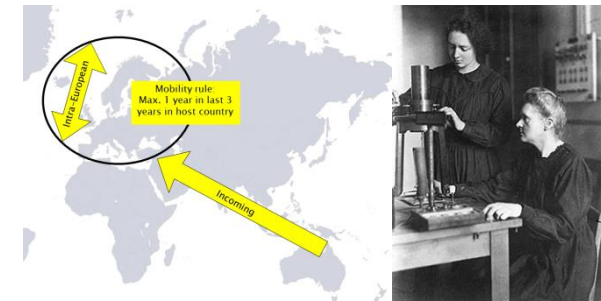 Intra-European
Mobility rule:
Max. 1 year in last 3
years in host country
Incoming